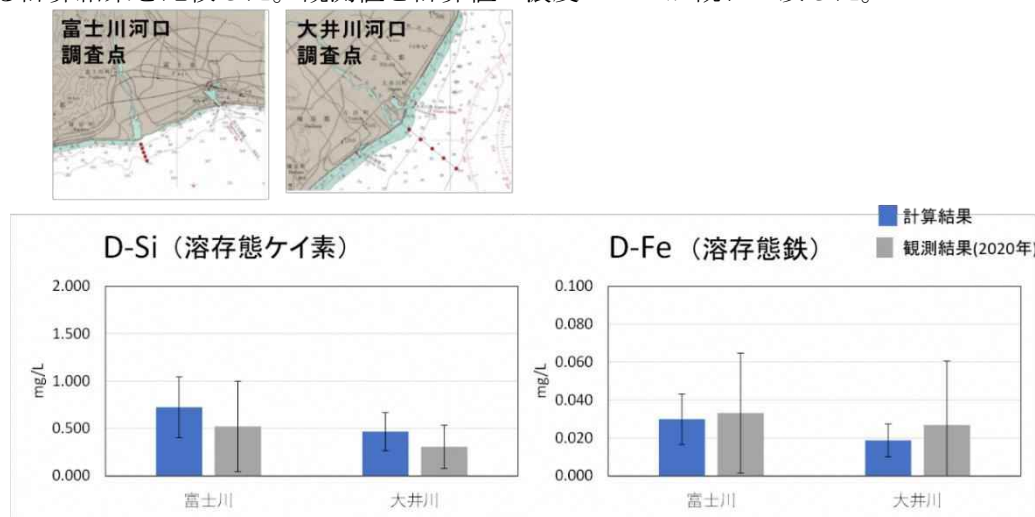 富士川河口
調査点
大井川河口
調査点
計算結果
観測結果(2020年)
D-Si（溶存態ケイ素）
D-Fe（溶存態鉄）
2.000
1.500
1.000
0.500
0.000
mg/L
富士川
大井川
0.100
0.080
0.060
0.040
0.020
0.000
mg/L
富士川
大井川